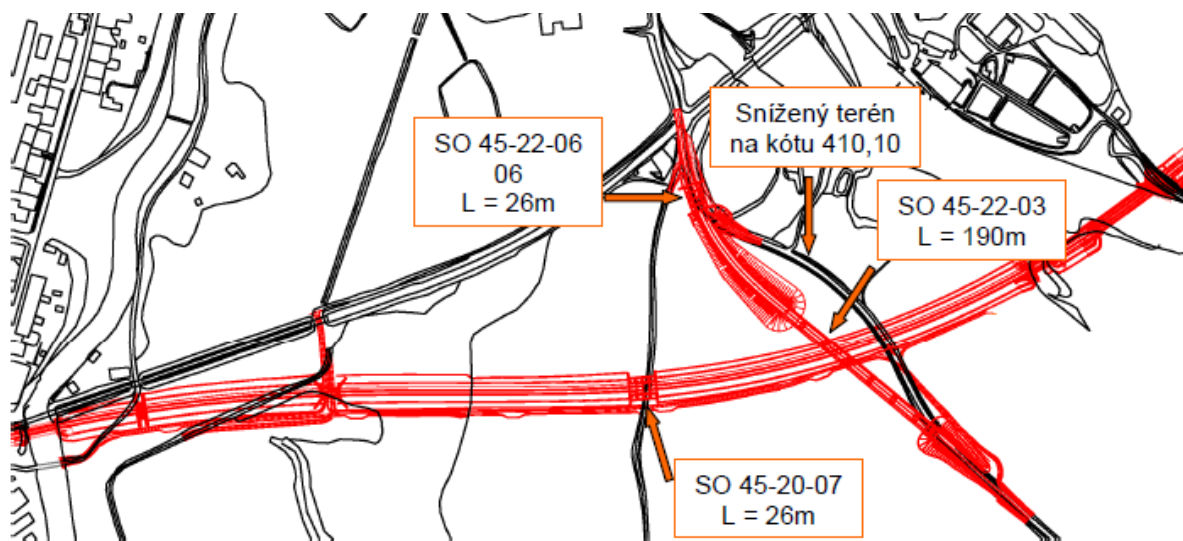 SO 45-22-06
06
L = 26m
Snížený terén
na kótu 410,10
SO 45-22-03
L = 190m
SO 45-20-07
L = 26m